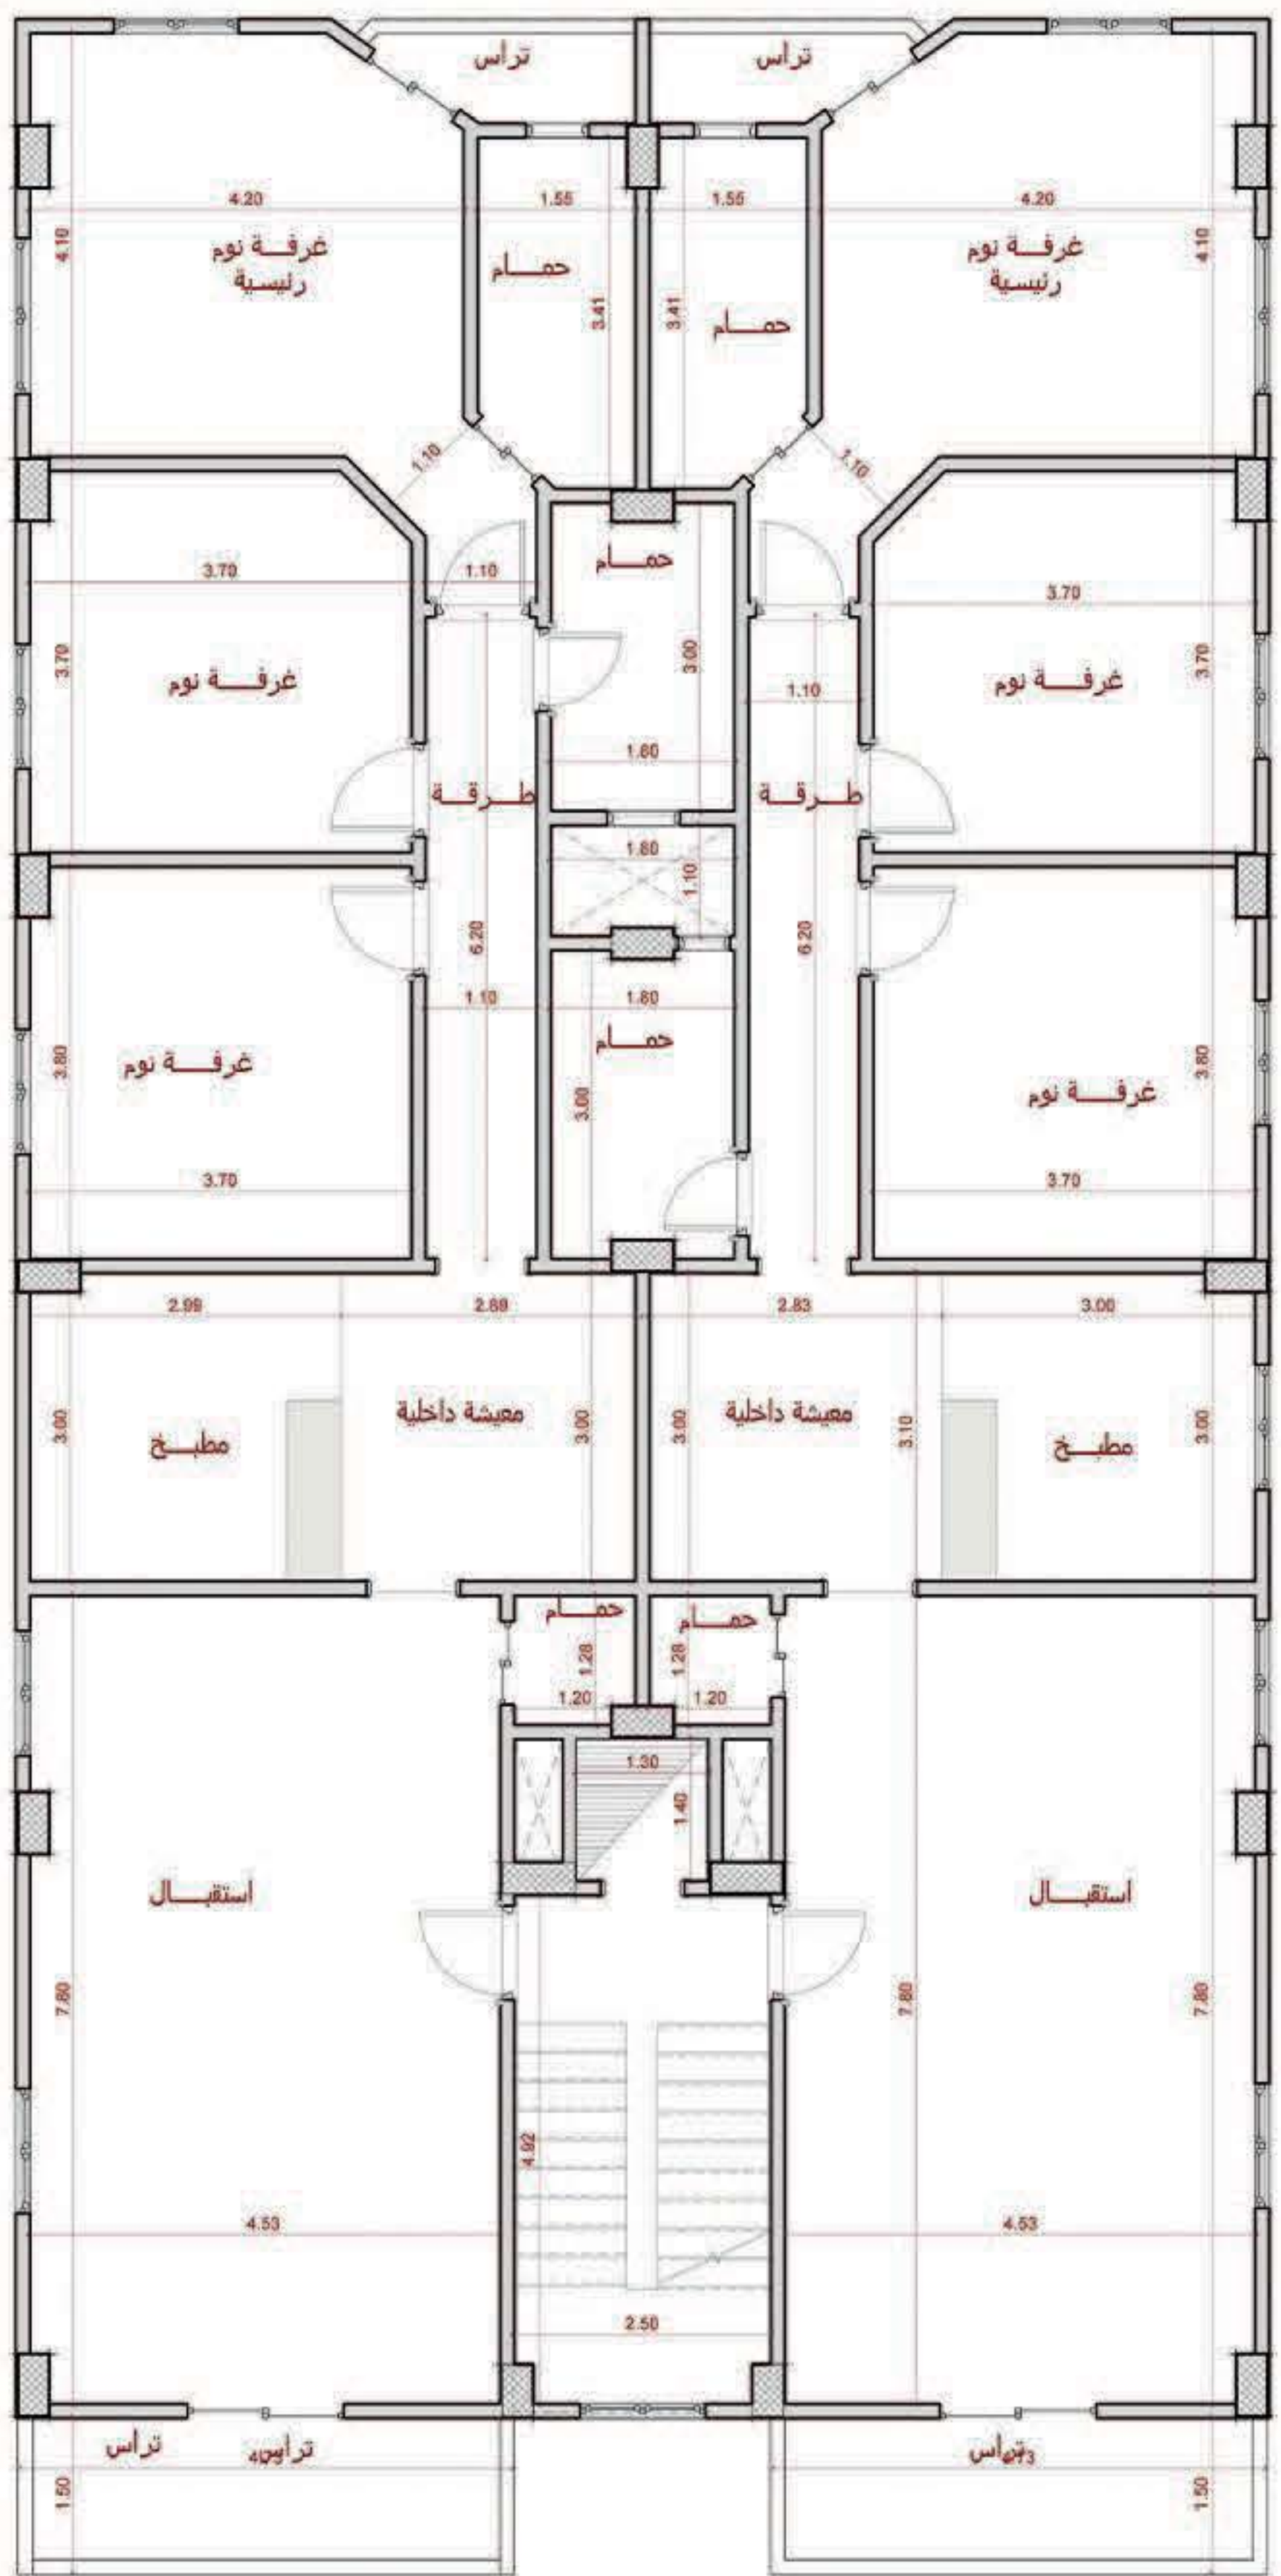 تراس
تراس
4.20
1.55
1.55
4.20
4.10
4.10
غرفة نوم
رئيسية
غرفة نوم
رئيسية
حمام
حمام
3.41
3.41
1.10
1.10
حمام
3.70
1.10
3.70
3.70
3.00
3.70
غرفة نوم
غرفة نوم
1.10
1.80
طرقة
طرقة
1.80
1.10
6.20
6.20
1.10
1.80
حمام
3.80
3.00
3.80
غرفة نوم
غرفة نوم
3.70
3.70
2.99
2.89
2.83
3.00
معيشة داخلية
معيشة داخلية
3.00
3.00
3.00
3.10
3.00
مطبخ
مطبخ
حمام
حمام
1.28
1.28
1.20
1.20
1.30
1.40
استقبال
استقبال
7.80
7.80
7.80
4.92
4.53
4.53
2.50
تراس
تراس
تراس
1.50
1.50